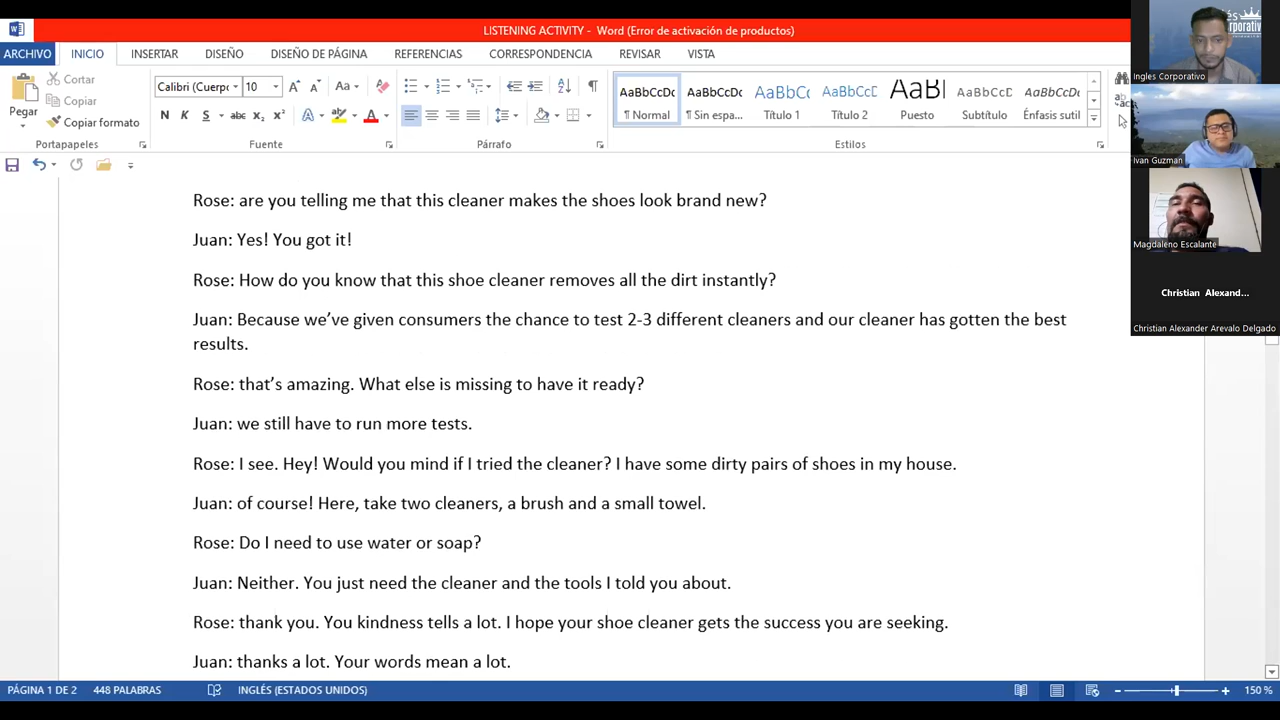 LISTENING ACTIVITY - Word (Error de activación de productos)
ARCHIVO INICIO INSERTAR DISEÑO DISEÑO DE PÁGINA REFERENCIAS CORRESPONDENCIA REVISAR VISTA
Pegar
Cortar
Copiar
Copiar formato
Portapapeles
Calibri (Cuerpo 10
N K S abc x₂ x² A A
Fuente
Párrafo
AaBbCcDc AaBbCcDc AaBbCc AaBbCcD AaBl AaBbCcD AaBbCcDc
¶ Normal ¶ Sin espa... Título 1 Título 2 Puesto Subtítulo Énfasis sutil
Estilos
Ingles Corporativo
Ivan Guzman
Magdaleno Escalante
Christian Alexand...
Christian Alexander Arevalo Delgado
Rose: are you telling me that this cleaner makes the shoes look brand new?
Juan: Yes! You got it!
Rose: How do you know that this shoe cleaner removes all the dirt instantly?
Juan: Because we’ve given consumers the chance to test 2-3 different cleaners and our cleaner has gotten the best
results.
Rose: that’s amazing. What else is missing to have it ready?
Juan: we still have to run more tests.
Rose: I see. Hey! Would you mind if I tried the cleaner? I have some dirty pairs of shoes in my house.
Juan: of course! Here, take two cleaners, a brush and a small towel.
Rose: Do I need to use water or soap?
Juan: Neither. You just need the cleaner and the tools I told you about.
Rose: thank you. You kindness tells a lot. I hope your shoe cleaner gets the success you are seeking.
Juan: thanks a lot. Your words mean a lot.
PÁGINA 1 DE 2 448 PALABRAS INGLÉS (ESTADOS UNIDOS) 150 %